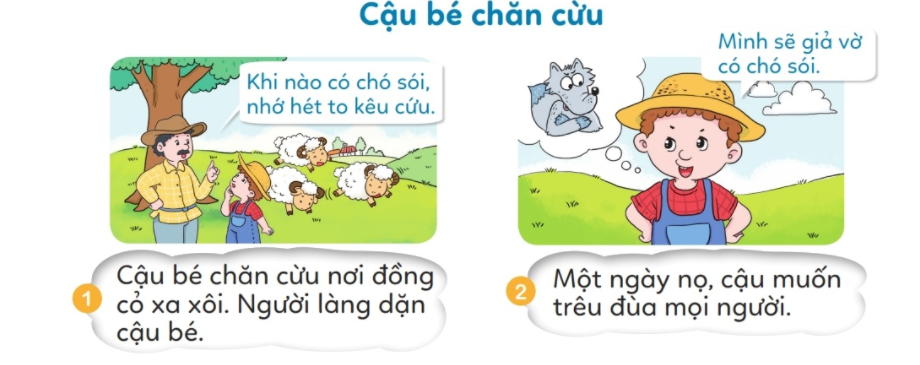 Cậu bé chăn cừu
Khi nào có chó sói,
nhớ hét to kêu cứu.
Mình sẽ giả vờ
có chó sói.
1
Cậu bé chăn cừu nơi đồng
cỏ xa xôi. Người làng dặn
cậu bé.
2
Một ngày nọ, cậu muốn
trêu đùa mọi người.